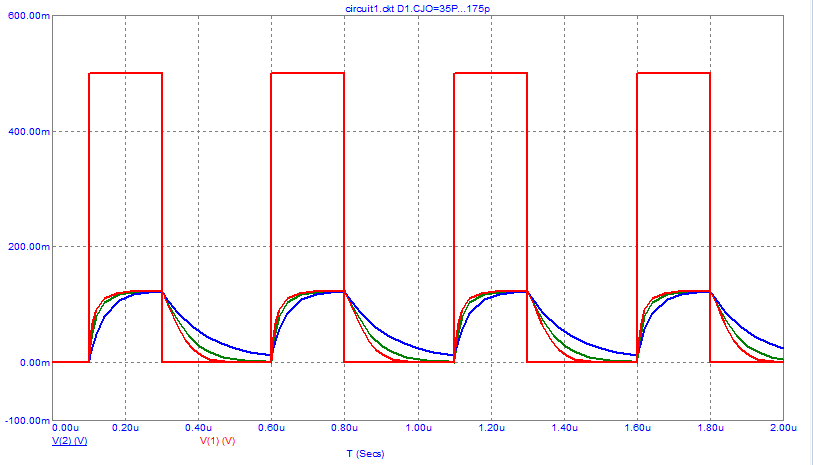 circuit1.ckt D1.CJO=35P...175p
600.00m
400.00m
200.00m
0.00m
-100.00m
0.00u 0.20u 0.40u 0.60u 0.80u 1.00u 1.20u 1.40u 1.60u 1.80u 2.00u
V(2) (V) V(1) (V)
T (Secs)